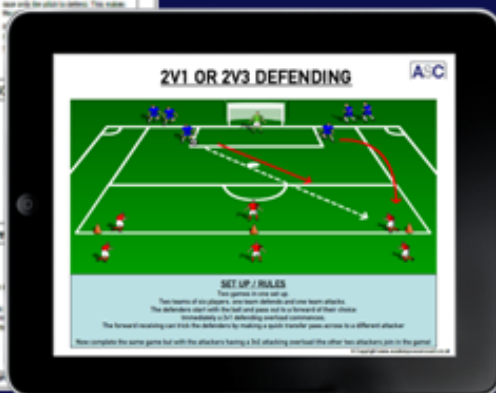 2V1 OR 2V3 DEFENDING
ASC
SET UP / RULES
Two games in one set up
Two teams of six players, one team defends and one team attacks.
The defenders start with the ball and pass out to a forward of their choice
Immediately a 2v1 defending overload commences.
The forward receiving can trick the defenders by making a quick transfer pass across to a different attacker
Now complete the same game but with the attackers having a 3v2 attacking overload (the other two attackers join in the game)